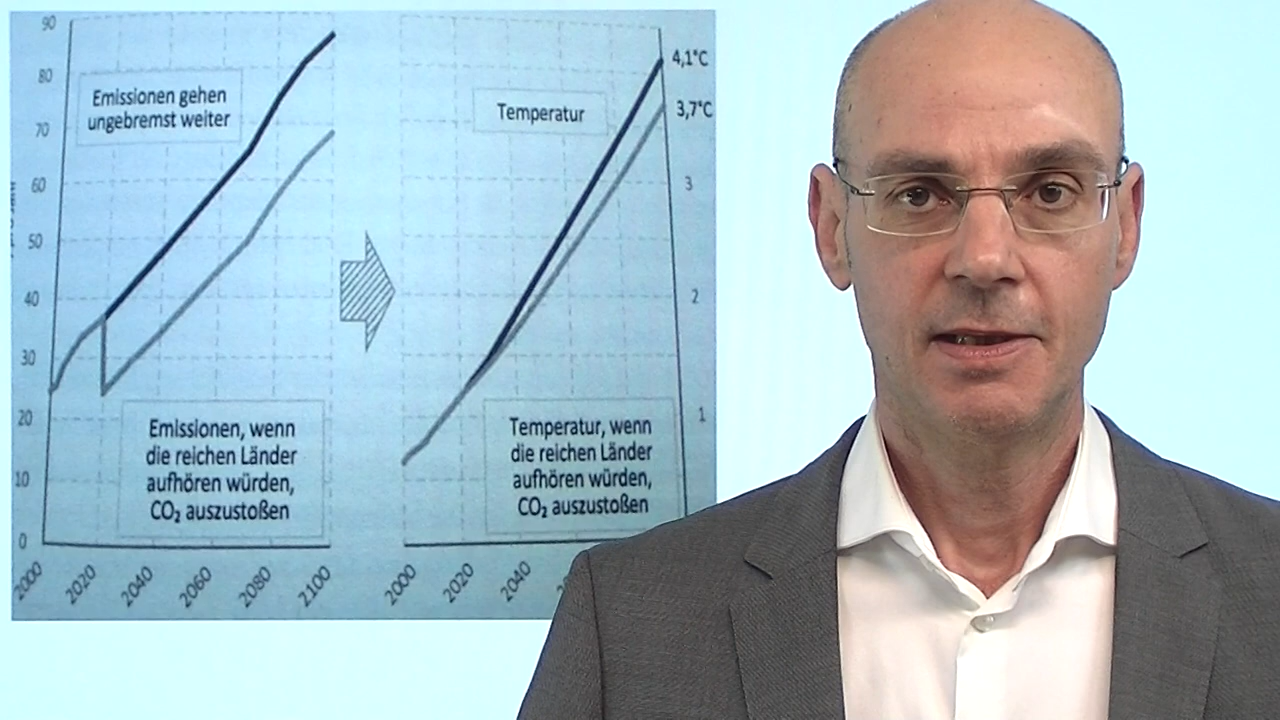 90
80
70
60
50
40
30
20
10
0
Emissionen gehen
ungebremst weiter
Emissionen, wenn
die reichen Länder
aufhören würden,
CO₂ auszustoßen
2000
2020
2040
2060
2080
2100
Temperatur
4,1°C
3,7°C
3
2
1
Temperatur, wenn
die reichen Länder
aufhören würden,
CO₂ auszustoßen
2000
2020
2040